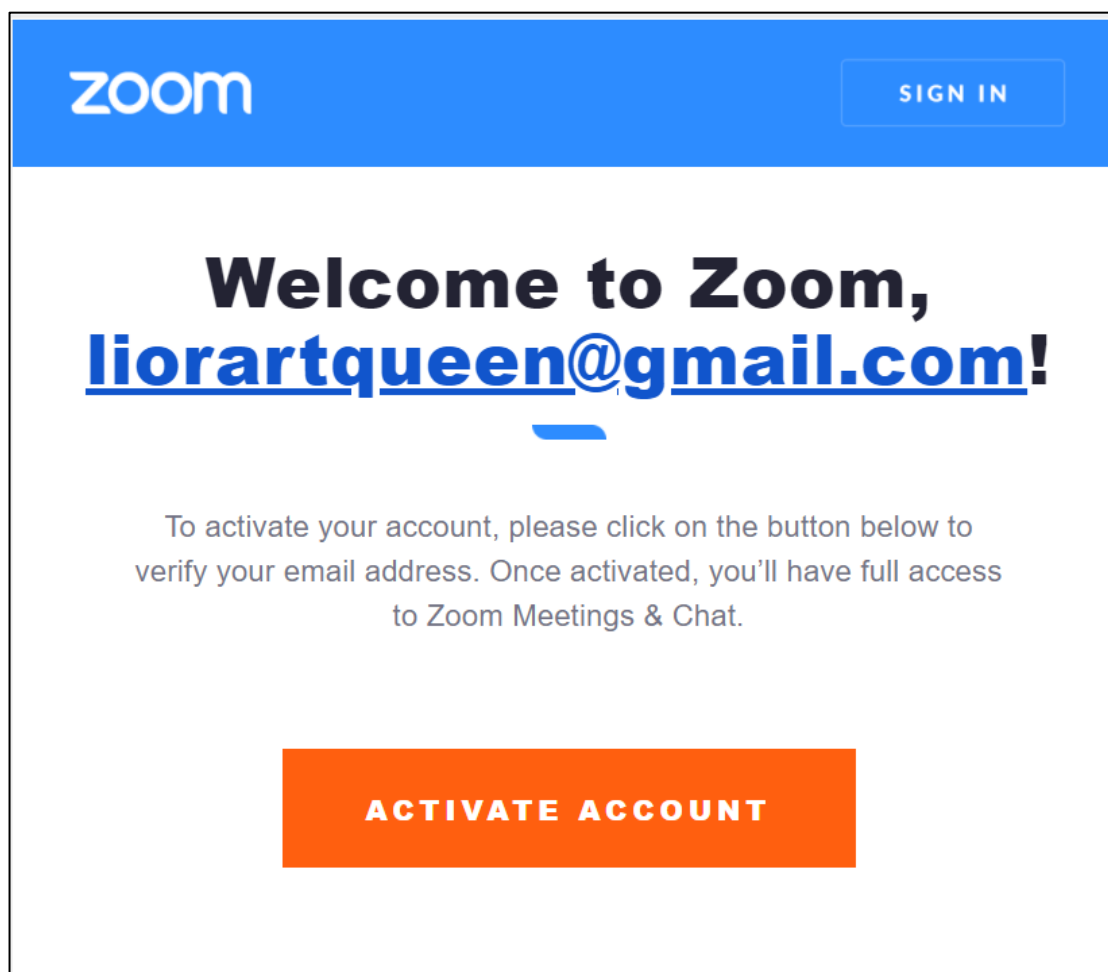 zoom
SIGN IN
Welcome to Zoom,
liorartqueen@gmail.com!
To activate your account, please click on the button below to
verify your email address. Once activated, you’ll have full access
to Zoom Meetings & Chat.
ACTIVATE ACCOUNT